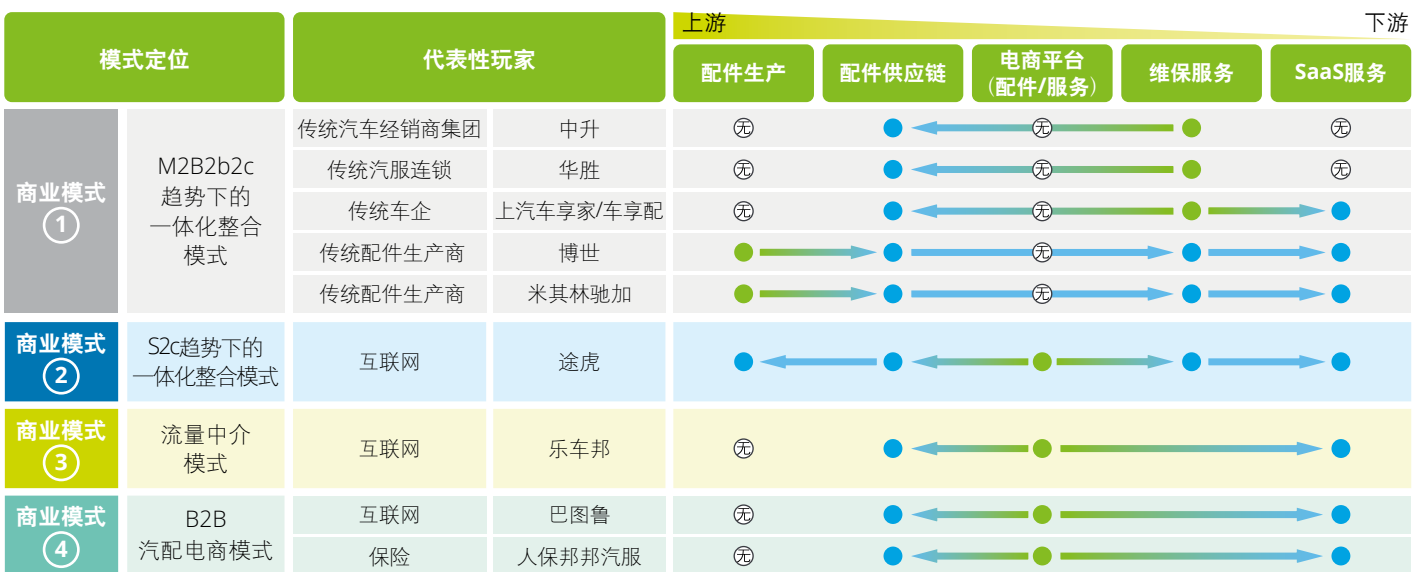 上游 下游
模式定位 代表性玩家 配件生产 配件供应链 电商平台 维保服务 SaaS服务
(配件/服务)
商业模式
1
M2B2b2c
趋势下的
一体化整合
模式
传统汽车经销商集团 中升 无 无 无
传统汽服连锁 华胜 无 无 无
传统车企 上汽车享家/车享配 无 无
传统配件生产商 博世 无
传统配件生产商 米其林驰加 无
商业模式
2
S2c趋势下的
一体化整合模式
互联网 途虎
商业模式
3
流量中介
模式
互联网 乐车邦 无
商业模式
4
B2B
汽配电商模式
互联网 巴图鲁 无
保险 人保邦邦汽服 无